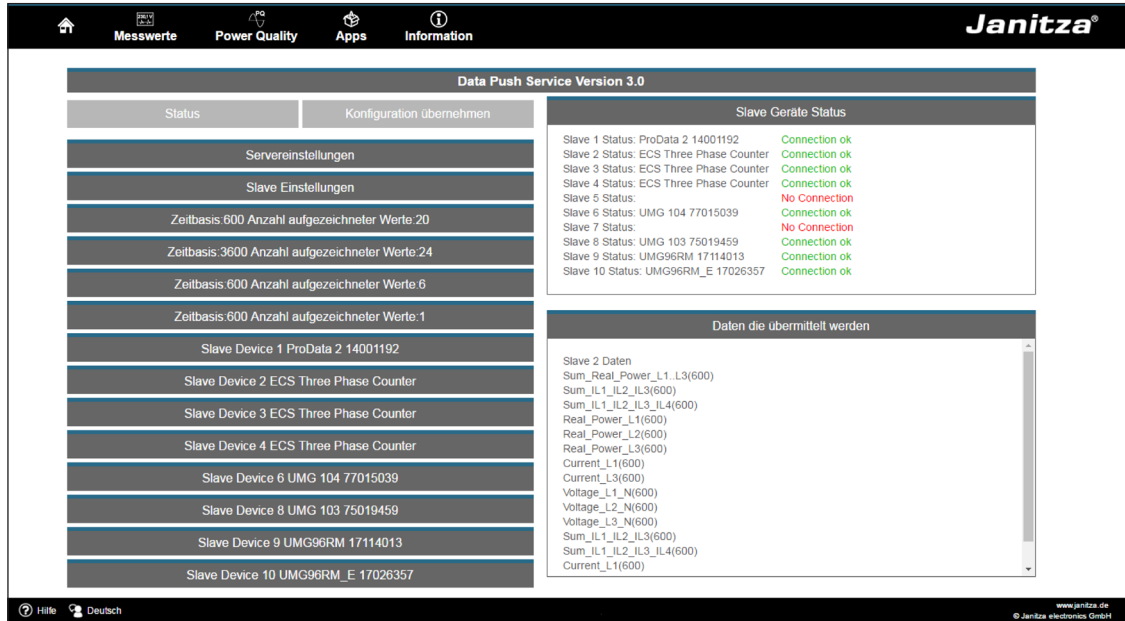 Messwerte
Power Quality
Apps
Information
Janitza®
Data Push Service Version 3.0
Status
Konfiguration übernehmen
Servereinstellungen
Slave Einstellungen
Zeitbasis:600 Anzahl aufgezeichneter Werte:20
Zeitbasis:3600 Anzahl aufgezeichneter Werte:24
Zeitbasis:600 Anzahl aufgezeichneter Werte:6
Zeitbasis:600 Anzahl aufgezeichneter Werte:1
Slave Device 1 ProData 2 14001192
Slave Device 2 ECS Three Phase Counter
Slave Device 3 ECS Three Phase Counter
Slave Device 4 ECS Three Phase Counter
Slave Device 6 UMG 104 77015039
Slave Device 8 UMG 103 75019459
Slave Device 9 UMG96RM 17114013
Slave Device 10 UMG96RM_E 17026357
Slave Geräte Status
Slave 1 Status: ProData 2 14001192 Connection ok
Slave 2 Status: ECS Three Phase Counter Connection ok
Slave 3 Status: ECS Three Phase Counter Connection ok
Slave 4 Status: ECS Three Phase Counter Connection ok
Slave 5 Status: No Connection
Slave 6 Status: UMG 104 77015039 Connection ok
Slave 7 Status: No Connection
Slave 8 Status: UMG 103 75019459 Connection ok
Slave 9 Status: UMG96RM 17114013 Connection ok
Slave 10 Status: UMG96RM_E 17026357 Connection ok
Daten die übermittelt werden
Slave 2 Daten
Sum_Real_Power_L1..L3(600)
Sum_IL1_IL2_IL3(600)
Sum_IL1_IL2_IL3_IL4(600)
Real_Power_L1(600)
Real_Power_L2(600)
Real_Power_L3(600)
Current_L1(600)
Current_L3(600)
Voltage_L1_N(600)
Voltage_L2_N(600)
Voltage_L3_N(600)
Sum_IL1_IL2_IL3(600)
Sum_IL1_IL2_IL3_IL4(600)
Current_L1(600)
Hilfe
Deutsch
www.janitza.de
© Janitza electronics GmbH